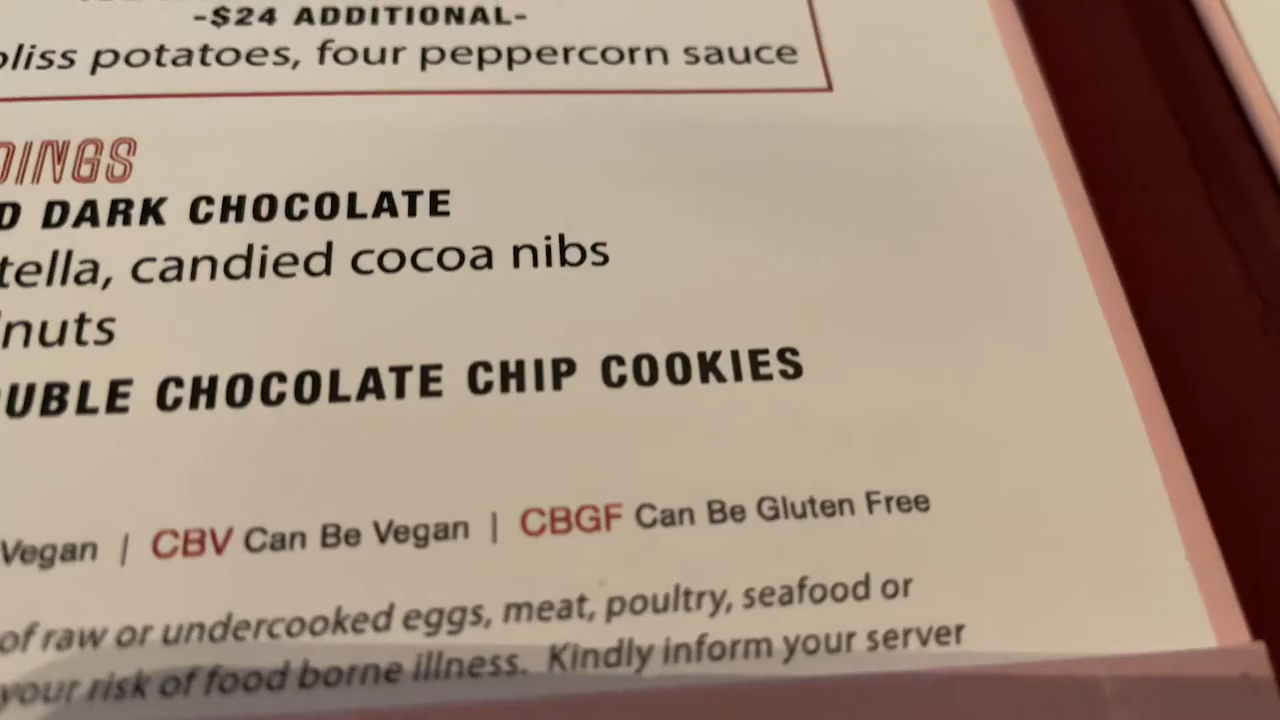 -$24 ADDITIONAL-
bliss potatoes, four peppercorn sauce
DINGS
D DARK CHOCOLATE
tella, candied cocoa nibs
nuts
UBLE CHOCOLATE CHIP COOKIES
Vegan | CBV Can Be Vegan | CBGF Can Be Gluten Free
of raw or undercooked eggs, meat, poultry, seafood or
your risk of food borne illness. Kindly inform your server